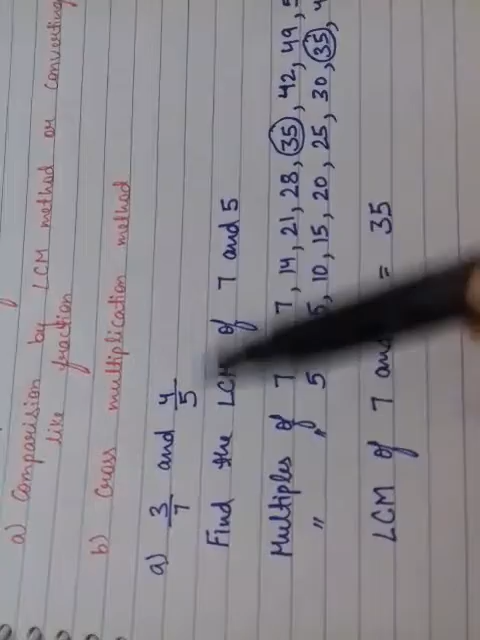 a) Comparision by LCM method or converting
like fraction
b) Cross multiplication method
a) 3/7 and 4/5
Find the LCM of 7 and 5
Multiples of 7 7, 14, 21, 28, 35, 42, 49,
" " 5 5, 10, 15, 20, 25, 30, 35,
LCM of 7 and = 35